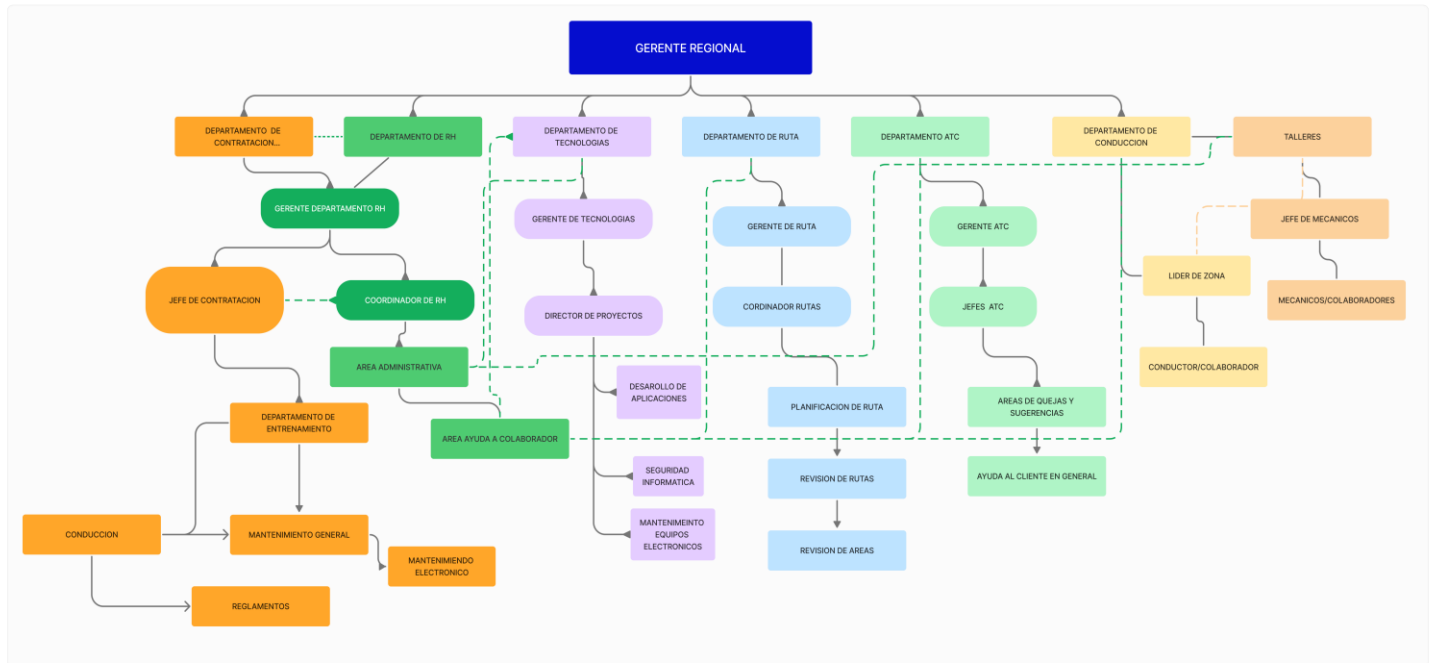 GERENTE REGIONAL
DEPARTAMENTO DE
CONTRATACION...
DEPARTAMENTO DE RH
DEPARTAMENTO DE
TECNOLOGIAS
DEPARTAMENTO DE RUTA
DEPARTAMENTO ATC
DEPARTAMENTO DE
CONDUCCION
TALLERES
GERENTE DEPARTAMENTO RH
GERENTE DE TECNOLOGIAS
GERENTE DE RUTA
GERENTE ATC
JEFE DE MECANICOS
LIDER DE ZONA
JEFE DE CONTRATACION
COORDINADOR DE RH
DIRECTOR DE PROYECTOS
CORDINADOR RUTAS
JEFES ATC
MECANICOS/COLABORADORES
AREA ADMINISTRATIVA
CONDUCTOR/COLABORADOR
DESAROLLO DE
APLICACIONES
PLANIFICACION DE RUTA
AREAS DE QUEJAS Y
SUGERENCIAS
DEPARTAMENTO DE
ENTRENAMIENTO
AREA AYUDA A COLABORADOR
SEGURIDAD
INFORMATICA
REVISION DE RUTAS
AYUDA AL CLIENTE EN GENERAL
CONDUCCION
MANTENIMIENTO GENERAL
MANTENIMEINTO
EQUIPOS
ELECTRONICOS
REVISION DE AREAS
MANTENIMIENDO
ELECTRONICO
REGLAMENTOS